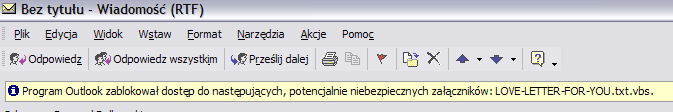 Bez tytułu - Wiadomość (RTF)
Plik Edycja Widok Wstaw Format Narzędzia Akcje Pomoc
Odpowiedz Odpowiedz wszystkim Prześlij dalej
Program Outlook zablokował dostęp do następujących, potencjalnie niebezpiecznych załączników: LOVE-LETTER-FOR-YOU.txt.vbs.